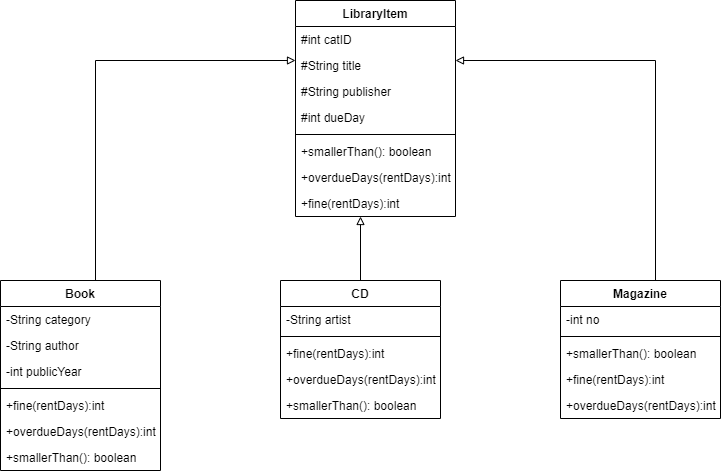 LibraryItem
#int catID
#String title
#String publisher
#int dueDay
+smallerThan(): boolean
+overdueDays(rentDays):int
+fine(rentDays):int
Book
-String category
-String author
-int publicYear
+fine(rentDays):int
+overdueDays(rentDays):int
+smallerThan(): boolean
CD
-String artist
+fine(rentDays):int
+overdueDays(rentDays):int
+smallerThan(): boolean
Magazine
-int no
+smallerThan(): boolean
+fine(rentDays):int
+overdueDays(rentDays):int